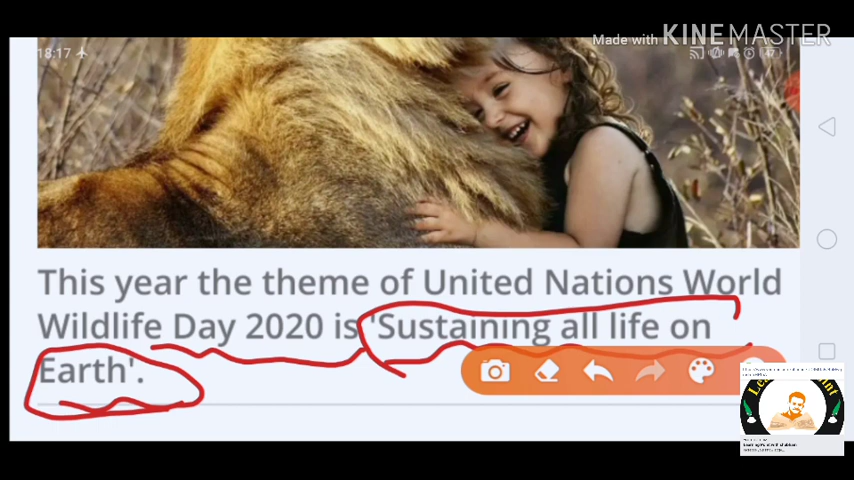 Made with KINEMASTER
18:17
47
This year the theme of United Nations World
Wildlife Day 2020 is 'Sustaining all life on
Earth'.